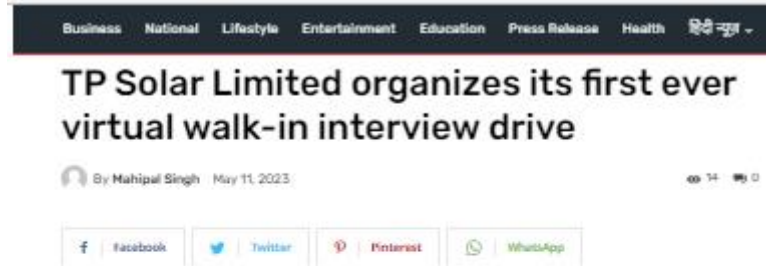 Business National Lifestyle Entertainment Education Press Release Health हिंदी न्यूज़
TP Solar Limited organizes its first ever
virtual walk-in interview drive
By Mahipal Singh May 11, 2023 14 0
Facebook Twitter Pinterest WhatsApp